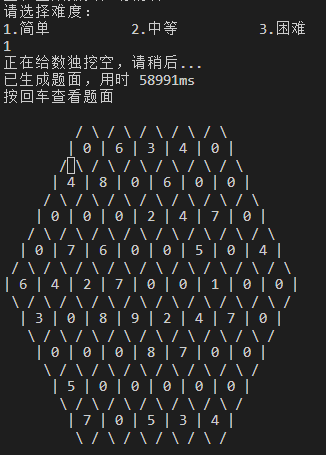 请选择难度：
1.简单 2.中等 3.困难
1
正在给数独挖空，请稍后...
已生成题面，用时 58991ms
按回车查看题面
/ \ / \ / \ / \ / \
| 0 | 6 | 3 | 4 | 0 |
/ \ / \ / \ / \ / \ / \
| 4 | 8 | 0 | 6 | 0 | 0 |
/ \ / \ / \ / \ / \ / \ / \
| 0 | 0 | 0 | 2 | 4 | 7 | 0 |
/ \ / \ / \ / \ / \ / \ / \ / \
| 0 | 7 | 6 | 0 | 0 | 5 | 0 | 4 |
/ \ / \ / \ / \ / \ / \ / \ / \ / \
| 6 | 4 | 2 | 7 | 0 | 0 | 1 | 0 | 0 |
\ / \ / \ / \ / \ / \ / \ / \ / \ /
| 3 | 0 | 8 | 9 | 2 | 4 | 7 | 0 |
\ / \ / \ / \ / \ / \ / \ / \ /
| 0 | 0 | 0 | 8 | 7 | 0 | 0 |
\ / \ / \ / \ / \ / \ / \ /
| 5 | 0 | 0 | 0 | 0 | 0 |
\ / \ / \ / \ / \ / \ /
| 7 | 0 | 5 | 3 | 4 |
\ / \ / \ / \ / \ /